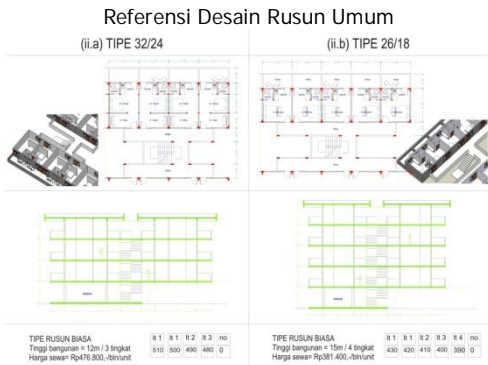 Referensi Desain Rusun Umum
(ii.a) TIPE 32/24
(ii.b) TIPE 26/18
TIPE RUSUN BIASA
Tinggi bangunan = 12m / 3 tingkat
Harga sewa= Rp476.800,-/bln/unit
lt 1 lt 1 lt 2 lt 3 no
510 500 490 480 0
TIPE RUSUN BIASA
Tinggi bangunan = 15m / 4 tingkat
Harga sewa= Rp381.400,-/bln/unit
lt 1 lt 1 lt 2 lt 3 lt 4 no
430 420 410 400 390 0